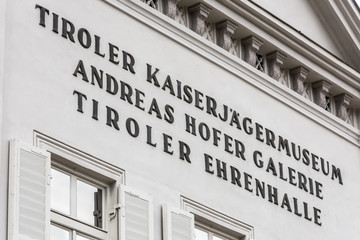 TIROLER KAISERJÄGERMUSEUM
ANDREAS HOFER GALERIE
TIROLER EHRENHALLE